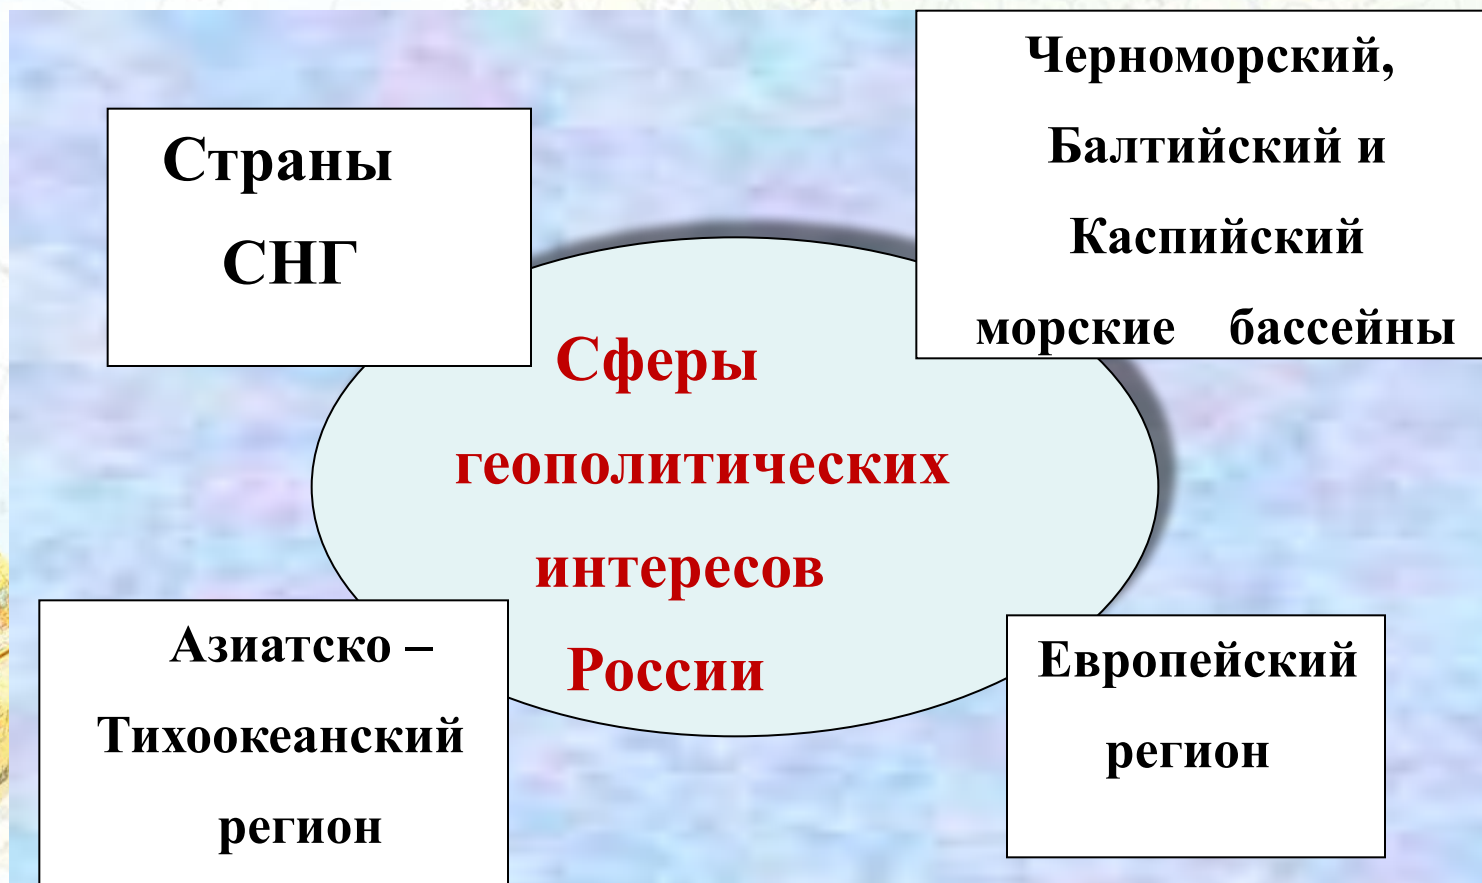 Страны
СНГ
Черноморский,
Балтийский и
Каспийский
морские бассейны
Сферы
геополитических
интересов
России
Азиатско –
Тихоокеанский
регион
Европейский
регион